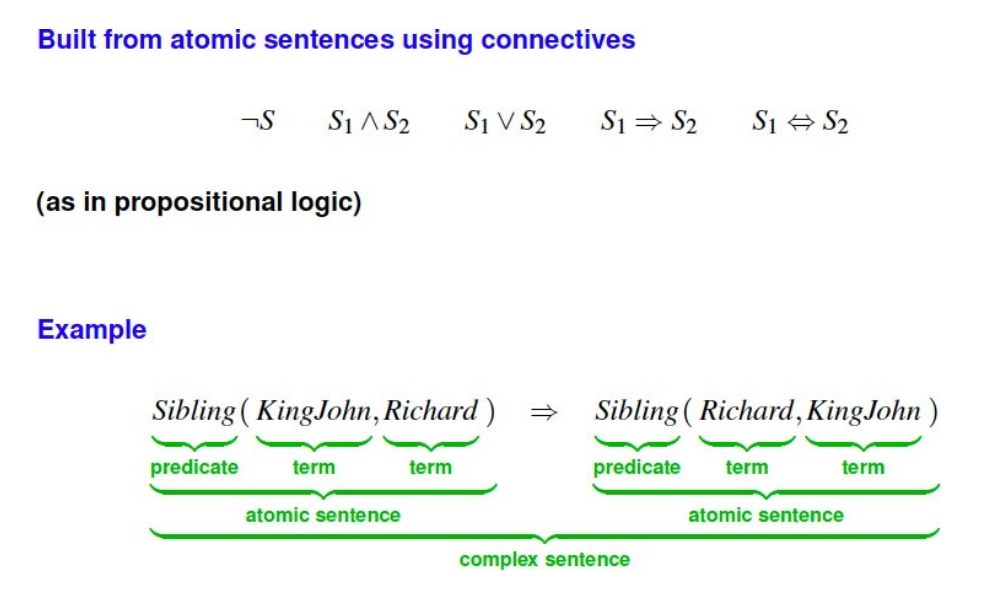 Built from atomic sentences using connectives
¬S S₁ ∧ S₂ S₁ ∨ S₂ S₁ ⇒ S₂ S₁ ⇔ S₂
(as in propositional logic)
Example
Sibling( KingJohn, Richard ) ⇒ Sibling( Richard, KingJohn )
predicate term term predicate term term
atomic sentence atomic sentence
complex sentence